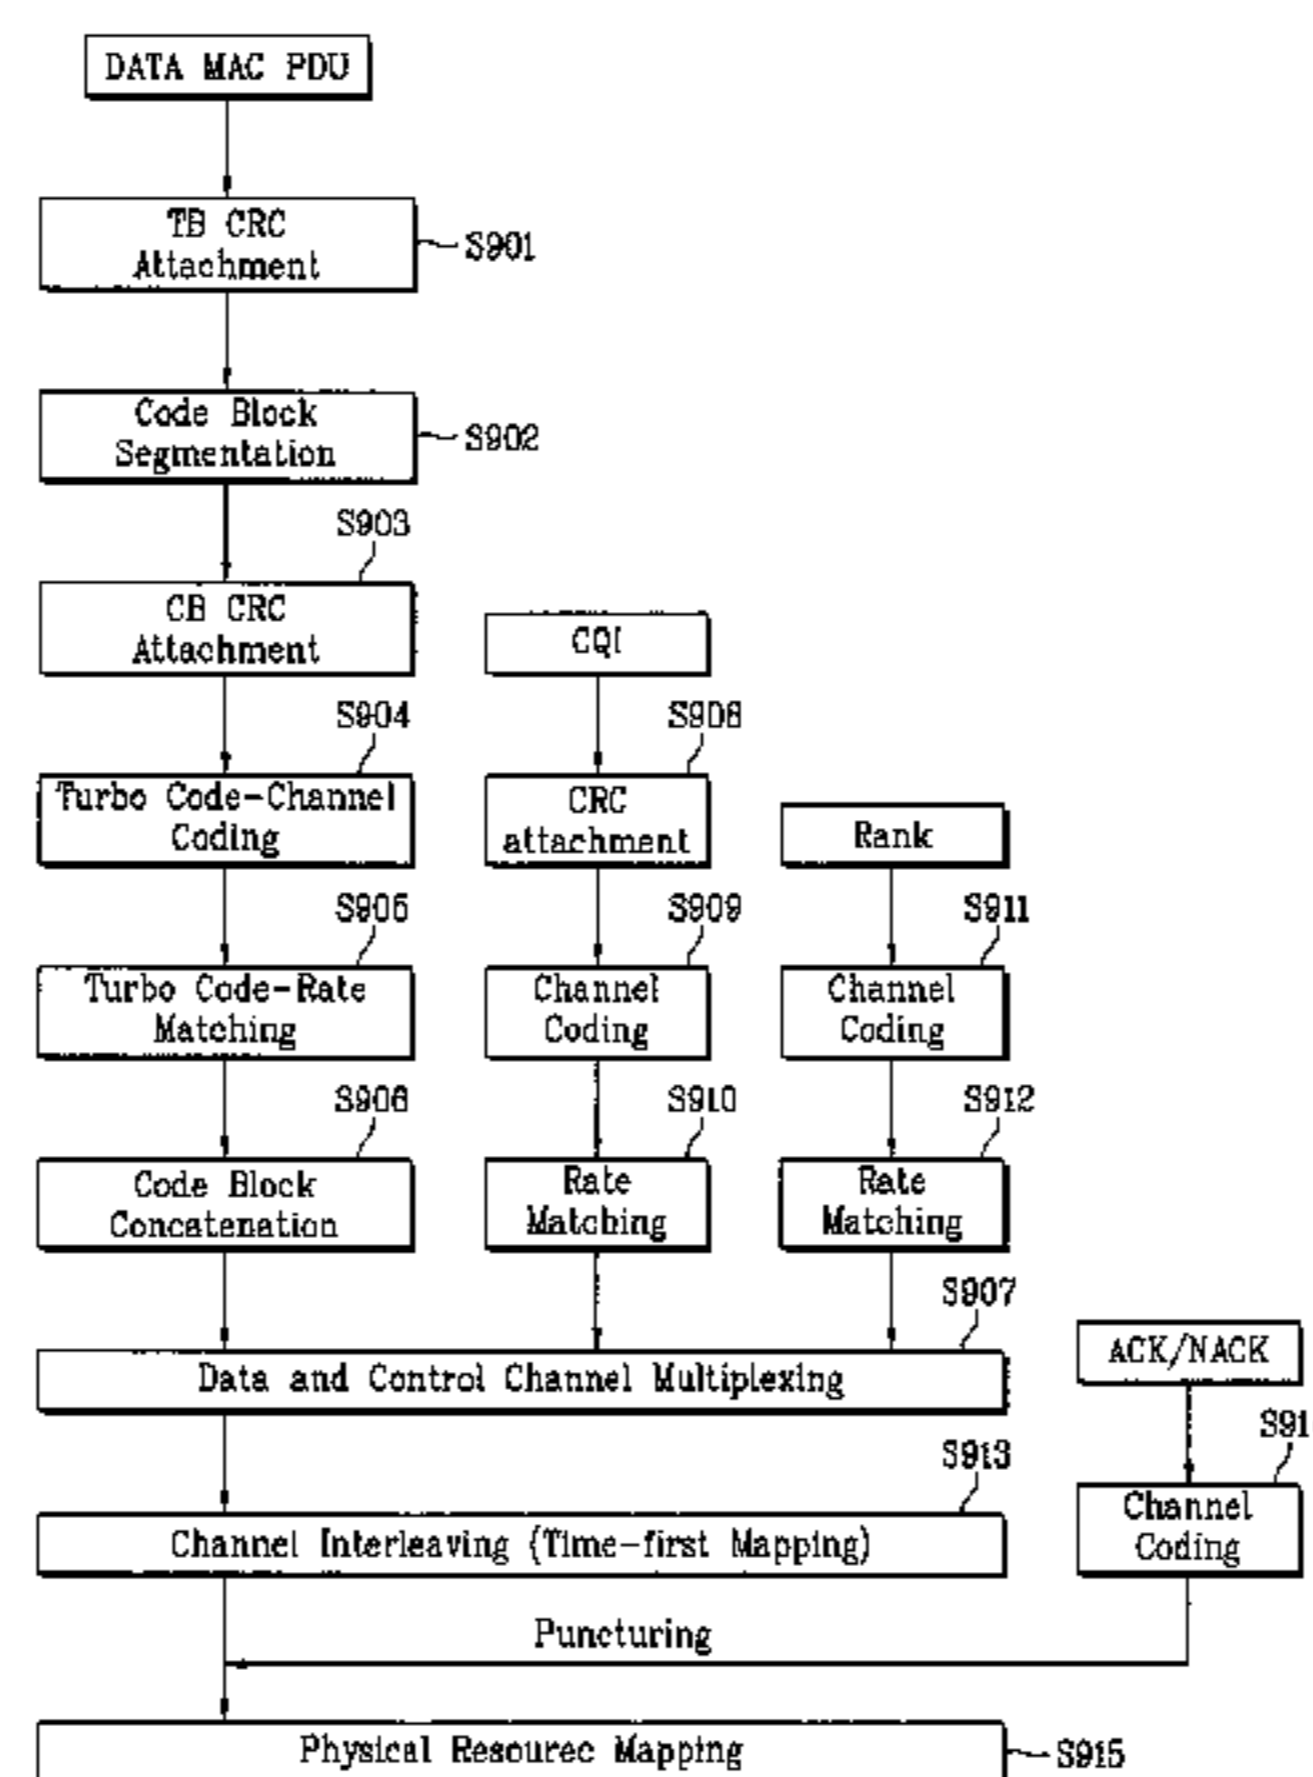 DATA MAC PDU
TB CRC
Attachment
S901
Code Block
Segmentation
S902
S903
CB CRC
Attachment
CQI
S904
S908
Turbo Code-Channel
Coding
CRC
attachment
Rank
S905
S909
S911
Turbo Code-Rate
Matching
Channel
Coding
Channel
Coding
S906
S910
S912
Code Block
Concatenation
Rate
Matching
Rate
Matching
S907
Data and Control Channel Multiplexing
ACK/NACK
S913
S91
Channel Interleaving (Time-first Mapping)
Channel
Coding
Puncturing
Physical Resourec Mapping
S915